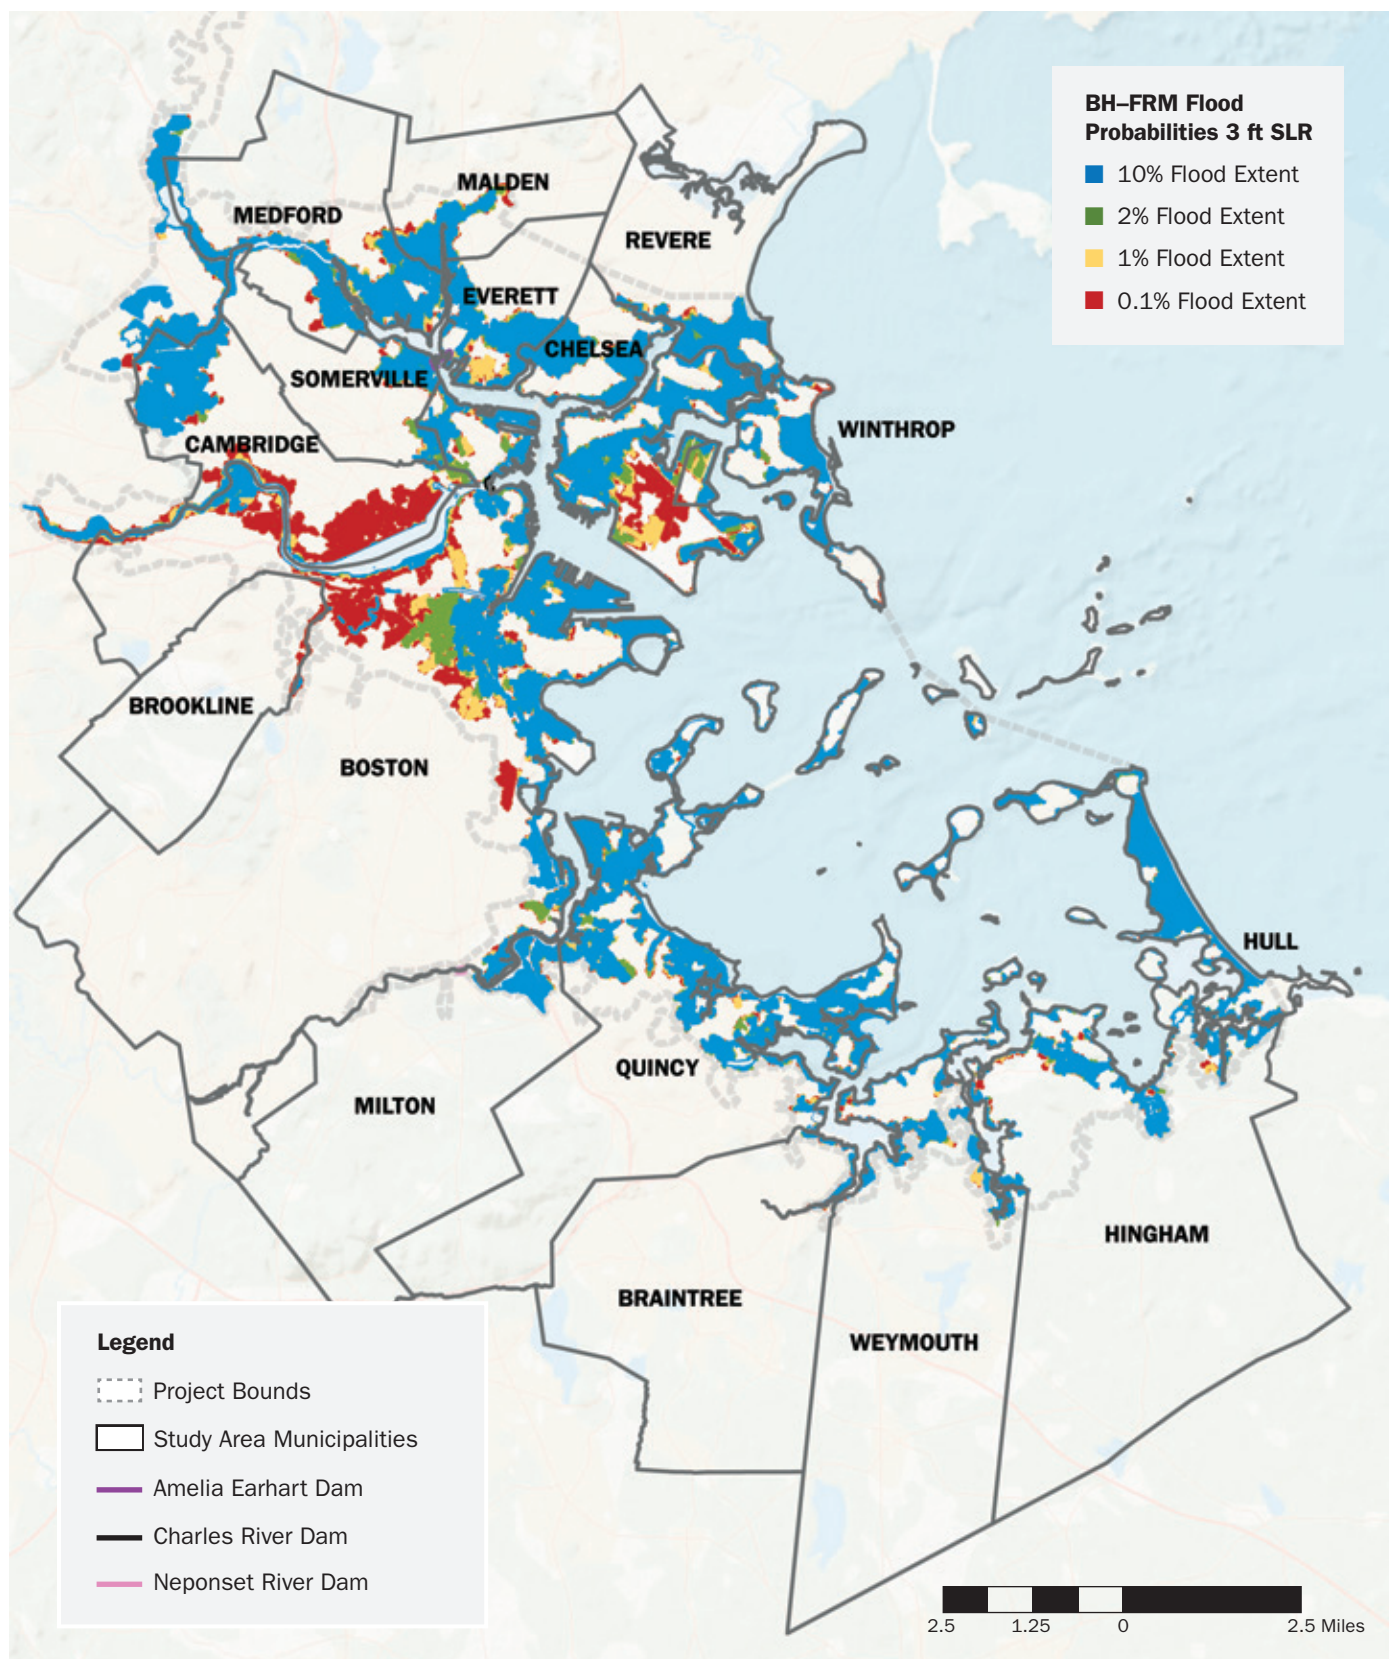 BH–FRM Flood
Probabilities 3 ft SLR
10% Flood Extent
2% Flood Extent
1% Flood Extent
0.1% Flood Extent
MALDEN
MEDFORD
REVERE
EVERETT
CHELSEA
SOMERVILLE
WINTHROP
CAMBRIDGE
BROOKLINE
BOSTON
HULL
QUINCY
MILTON
HINGHAM
BRAINTREE
WEYMOUTH
Legend
Project Bounds
Study Area Municipalities
Amelia Earhart Dam
Charles River Dam
Neponset River Dam
2.5 1.25 0 2.5 Miles